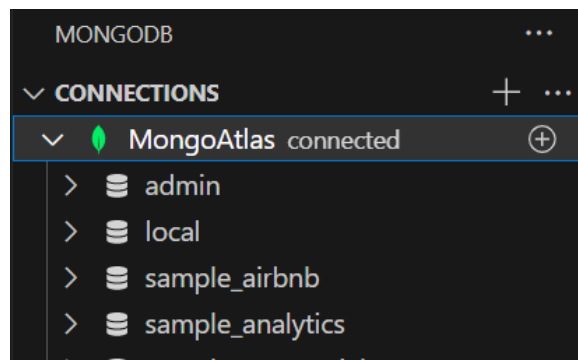 MONGODB
CONNECTIONS
MongoAtlas connected
admin
local
sample_airbnb
sample_analytics